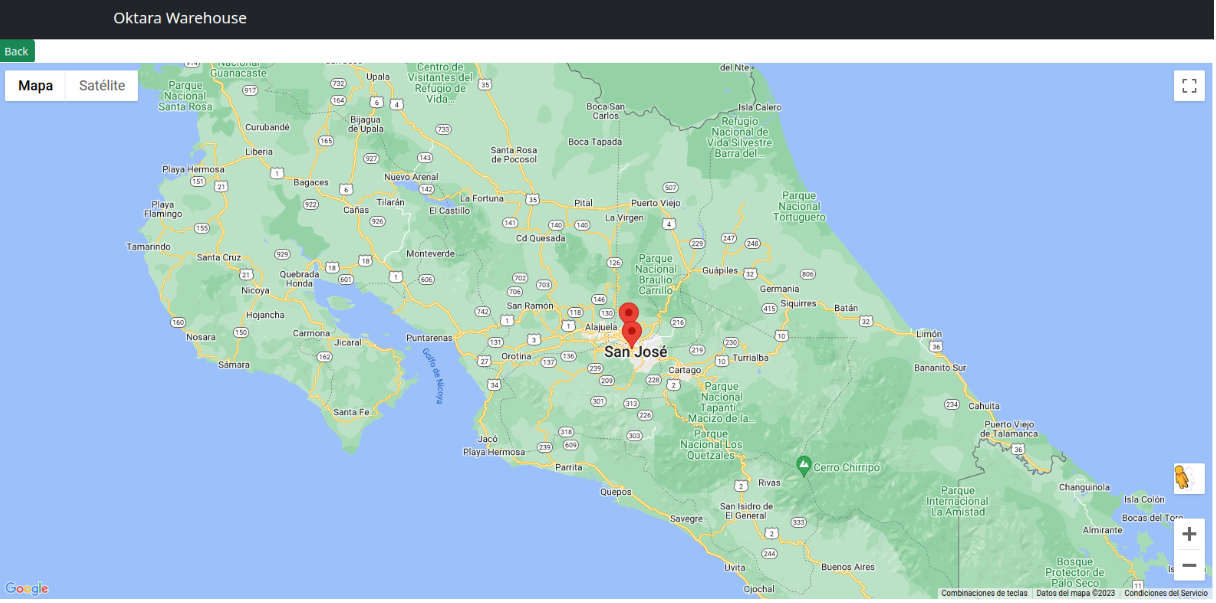 Oktara Warehouse
Back
Mapa
Satélite
Guanacaste
Parque
Nacional
Santa Rosa
917
Curubandé
Liberia
Playa Hermosa
151
21
1
Bagaces
6
922
Playa
Flamingo
155
Tamarindo
Santa Cruz
929
21
Nicoya
Quebrada
Honda
18
601
18
1
606
Hojancha
160
150
Nosara
Sámara
Carmona
Jicaral
162
Santa Fe
Golfo de Nicoya
732
Upala
164
6
4
Bijagua
de Upala
165
927
733
143
Nuevo Arenal
142
Tilarán
Cañas
926
El Castillo
La Fortuna
Monteverde
Centro de
Visitantes del
Refugio de
Vida...
35
Santa Rosa
de Pocosol
35
141
140
140
Cd Quesada
Pital
Boca San
Carlos
Boca Tapada
del Nte.
Isla Calero
Refugio
Nacional de
Vida Silvestre
Barra del...
507
Puerto Viejo
La Virgen
4
229
247
248
Parque
Nacional
Tortuguero
126
Parque
Nacional
Braulio
Carrillo
Guápiles
32
806
Germania
415
Siquirres
Batán
32
702
706
703
San Ramón
742
1
146
118
130
1
Alajuela
216
Puntarenas
131
3
27
Orotina
137
136
San José
239
209
228
2
Cartago
219
230
10
Turrialba
10
Limón
36
Bananito Sur
34
301
313
226
303
318
609
239
Jacó
Playa Hermosa
Parrita
Quepos
Parque
Nacional
Tapantí
Macizo de la...
Parque
Nacional Los
Quetzales
Cerro Chirripó
2
Rivas
San Isidro de
El General
333
Savegre
2
244
Uvita
Ojochal
Buenos Aires
234
Cahuita
Puerto Viejo
de Talamanca
36
Parque
Internacional
La Amistad
Changuinola
Isla Colón
Bocas del Toro
Almirante
Bosque
Protector de
Palo Seco
11
Google
Combinaciones de teclas
Datos del mapa ©2023
Condiciones del Servicio